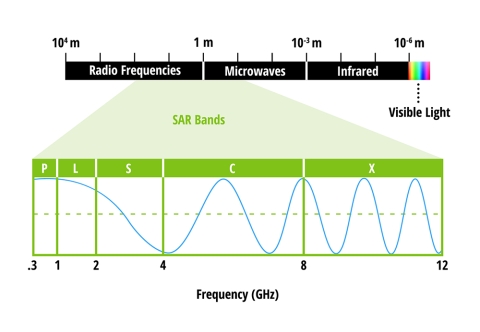 10⁴ m 1 m 10⁻³ m 10⁻⁶ m
Radio Frequencies Microwaves Infrared
Visible Light
SAR Bands
P L S C X
.3 1 2 4 8 12
Frequency (GHz)